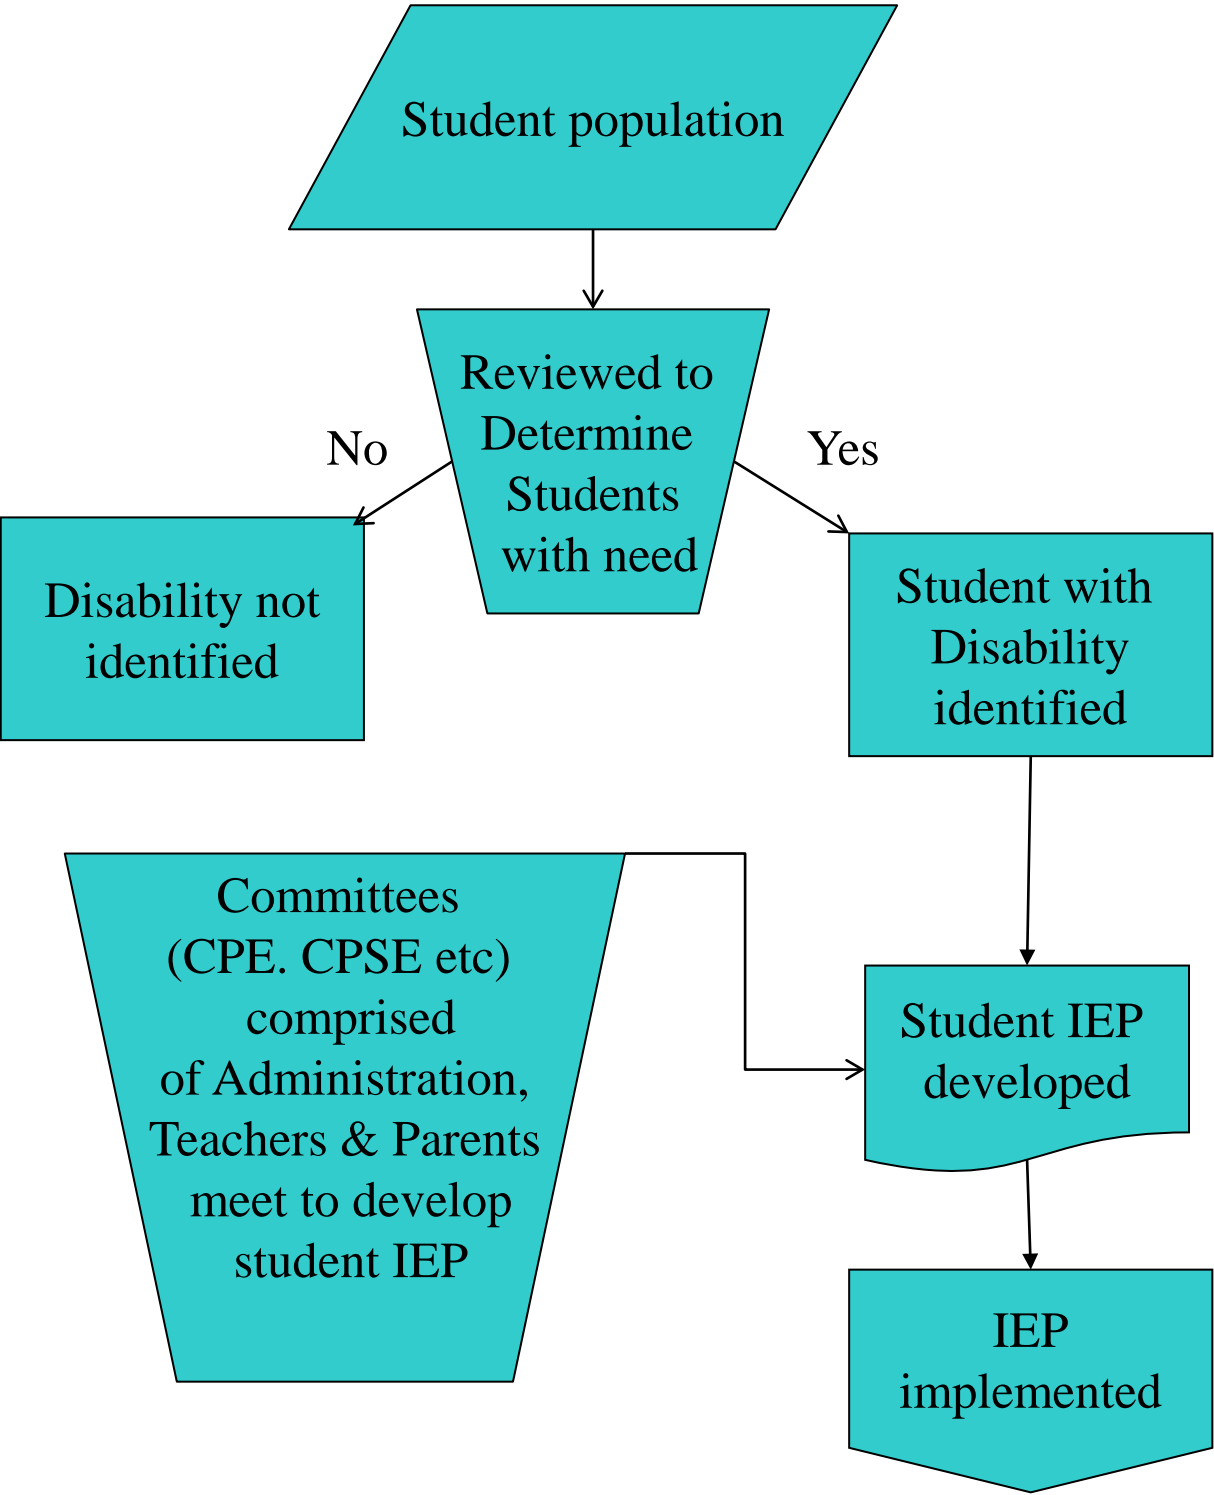 Student population
Reviewed to
Determine
Students
with need
No
Yes
Disability not
identified
Student with
Disability
identified
Committees
(CPE. CPSE etc)
comprised
of Administration,
Teachers & Parents
meet to develop
student IEP
Student IEP
developed
IEP
implemented